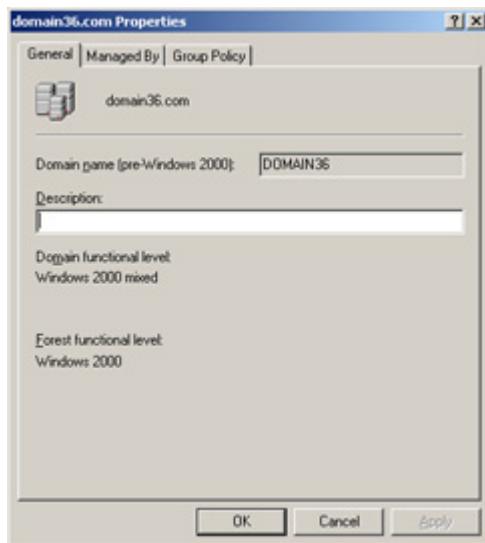 domain36.com Properties
General Managed By Group Policy
domain36.com
Domain name (pre-Windows 2000): DOMAIN36
Description:
Domain functional level:
Windows 2000 mixed
Forest functional level:
Windows 2000
OK Cancel Apply